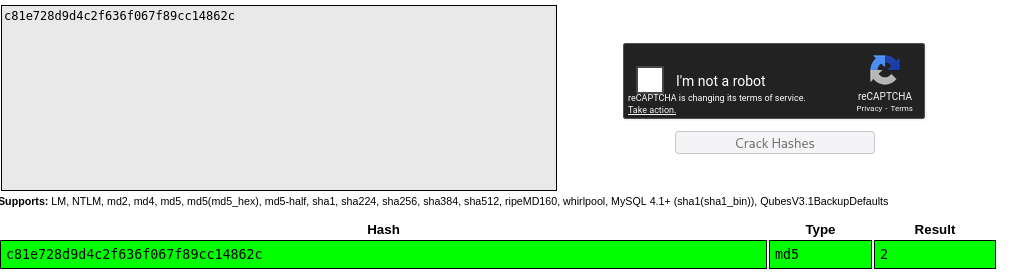 c81e728d9d4c2f636f067f89cc14862c
I'm not a robot
reCAPTCHA is changing its terms of service.
Take action.
reCAPTCHA
Privacy - Terms
Crack Hashes
Supports: LM, NTLM, md2, md4, md5, md5(md5_hex), md5-half, sha1, sha224, sha256, sha384, sha512, ripeMD160, whirlpool, MySQL 4.1+ (sha1(sha1_bin)), QubesV3.1BackupDefaults
Hash Type Result
c81e728d9d4c2f636f067f89cc14862c md5 2